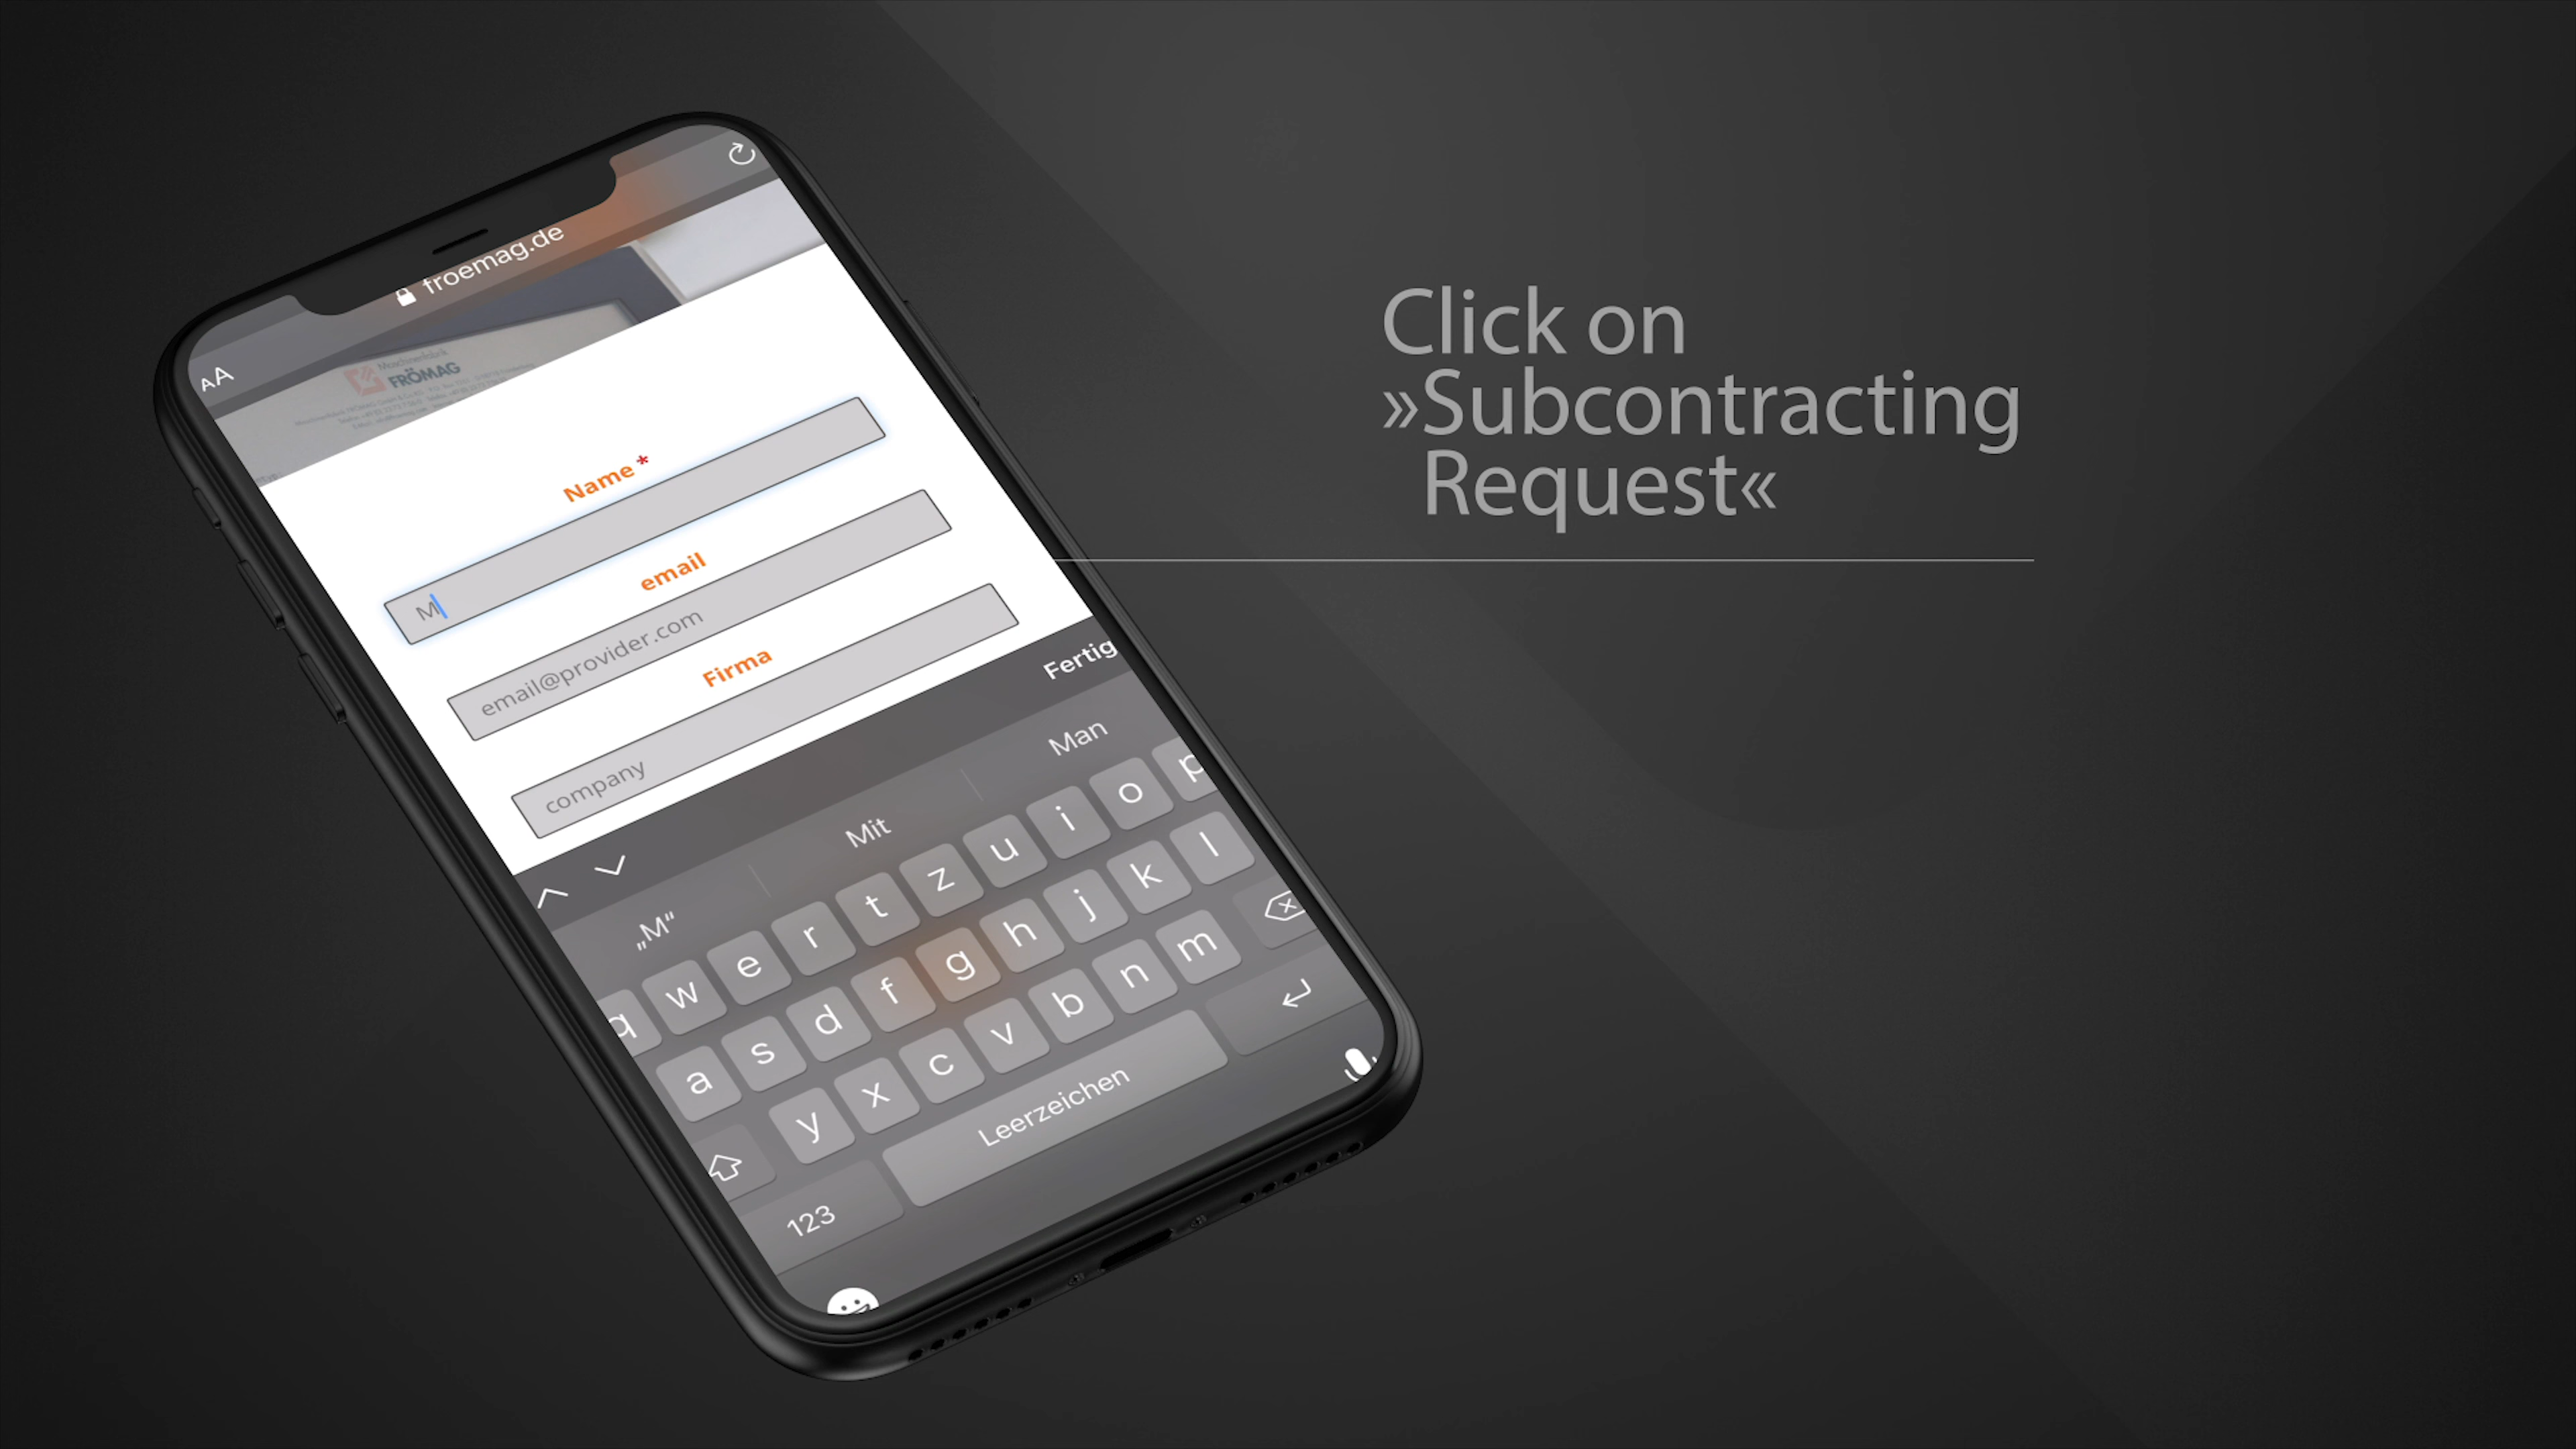 froemag.de
AA
Maschinenfabrik
FRÖMAG
Name *
M
email
email@provider.com
Firma
company
Fertig
„M“
Mit
Man
q w e r t z u i o p
a s d f g h j k l
y x c v b n m
123
Leerzeichen
Click on
»Subcontracting
Request«